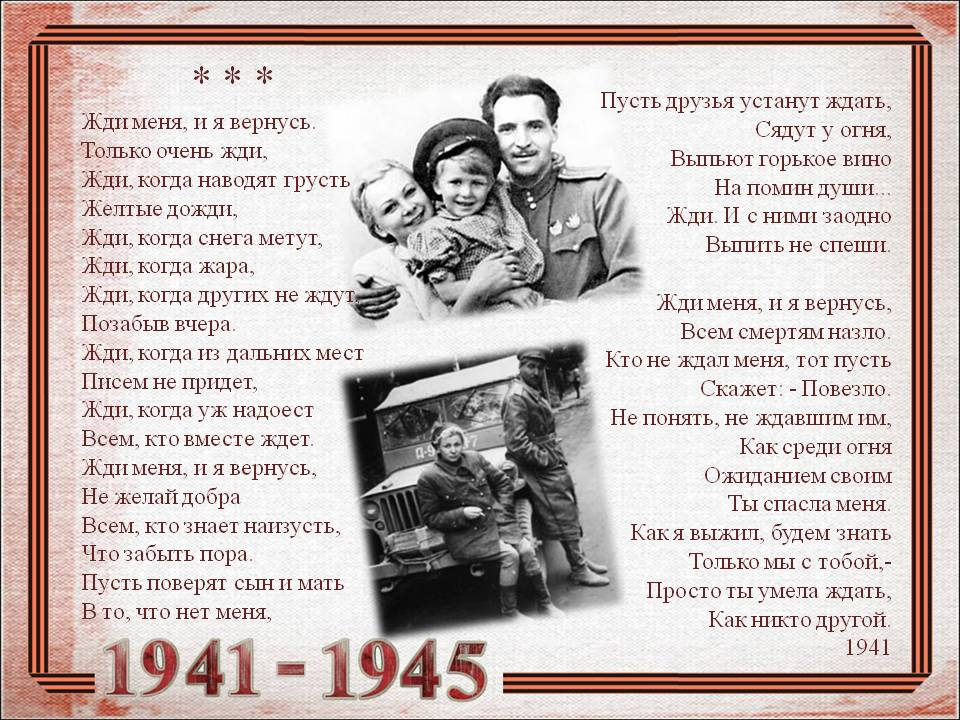 * * *
Жди меня, и я вернусь.
Только очень жди,
Жди, когда наводят грусть
Желтые дожди,
Жди, когда снега метут,
Жди, когда жара,
Жди, когда других не ждут,
Позабыв вчера.
Жди, когда из дальних мест
Писем не придет,
Жди, когда уж надоест
Всем, кто вместе ждет.
Жди меня, и я вернусь,
Не желай добра
Всем, кто знает наизусть,
Что забыть пора.
Пусть поверят сын и мать
В то, что нет меня,
Пусть друзья устанут ждать,
Сядут у огня,
Выпьют горькое вино
На помин души...
Жди. И с ними заодно
Выпить не спеши.
Жди меня, и я вернусь,
Всем смертям назло.
Кто не ждал меня, тот пусть
Скажет: - Повезло.
Не понять, не ждавшим им,
Как среди огня
Ожиданием своим
Ты спасла меня.
Как я выжил, будем знать
Только мы с тобой,-
Просто ты умела ждать,
Как никто другой.
1941
1941 - 1945